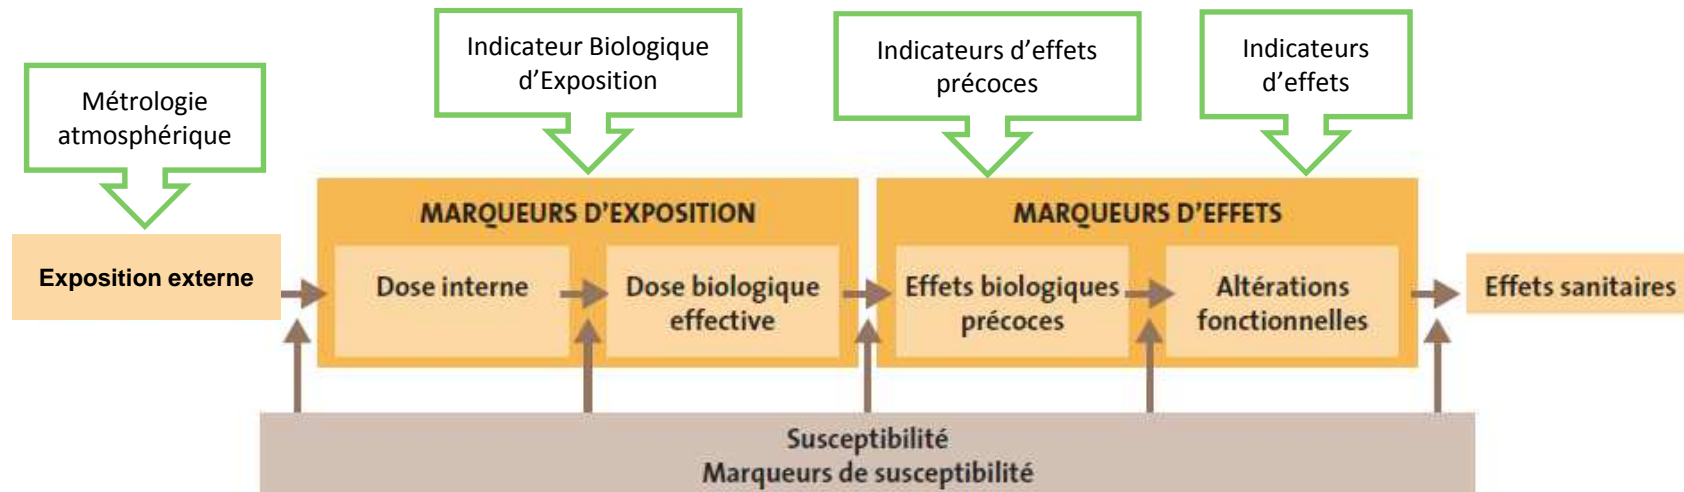 Métrologie
atmosphérique
Indicateur Biologique
d'Exposition
Indicateurs d'effets
précoces
Indicateurs
d'effets
MARQUEURS D'EXPOSITION
MARQUEURS D'EFFETS
Exposition externe
Dose interne
Dose biologique
effective
Effets biologiques
précoces
Altérations
fonctionnelles
Effets sanitaires
Susceptibilité
Marqueurs de susceptibilité